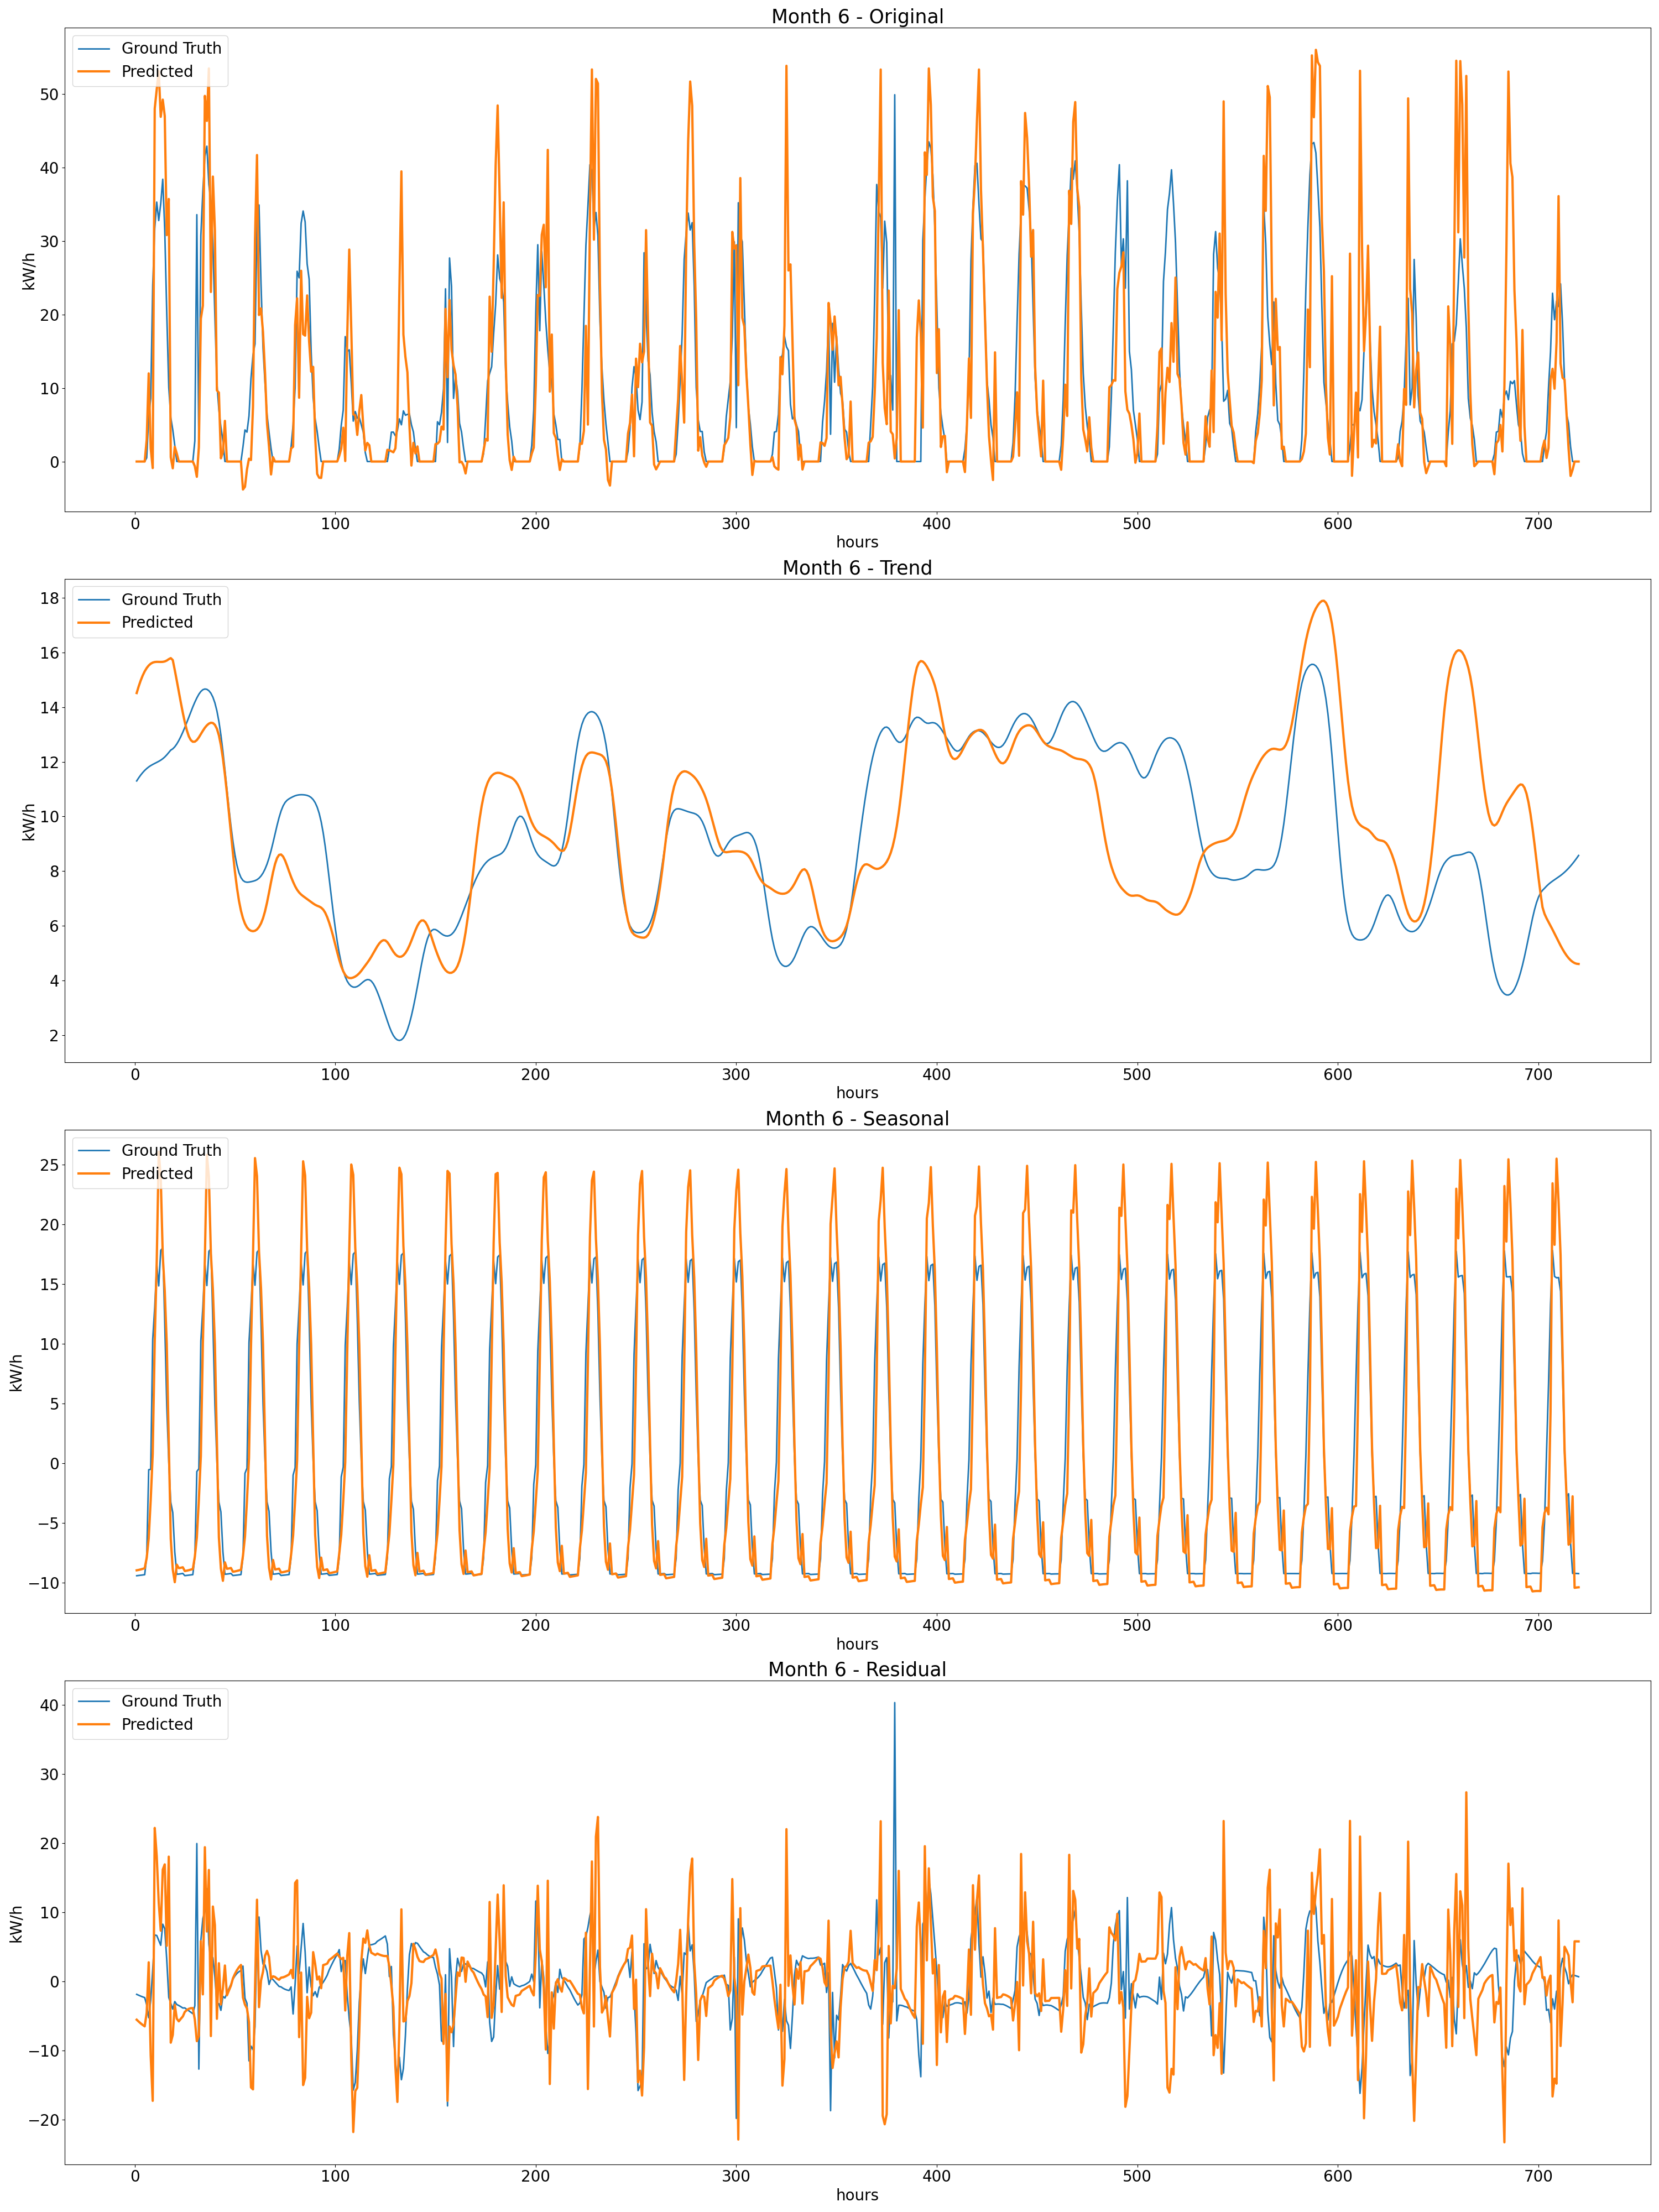 Month 6 - Original
Ground Truth
Predicted
kW/h
50
40
30
20
10
0
0 100 200 300 400 500 600 700
hours
Month 6 - Trend
Ground Truth
Predicted
kW/h
18
16
14
12
10
8
6
4
2
0 100 200 300 400 500 600 700
hours
Month 6 - Seasonal
Ground Truth
Predicted
kW/h
25
20
15
10
5
0
−5
−10
0 100 200 300 400 500 600 700
hours
Month 6 - Residual
Ground Truth
Predicted
kW/h
40
30
20
10
0
−10
−20
0 100 200 300 400 500 600 700
hours